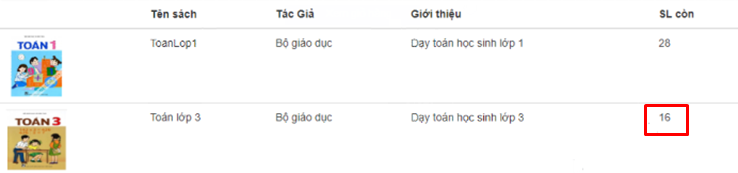 Tên sách Tác Giả Giới thiệu SL còn
TOÁN 1
ToanLop1 Bộ giáo dục Dạy toán học sinh lớp 1 28
TOÁN 3
Toán lớp 3 Bộ giáo dục Dạy toán học sinh lớp 3 16